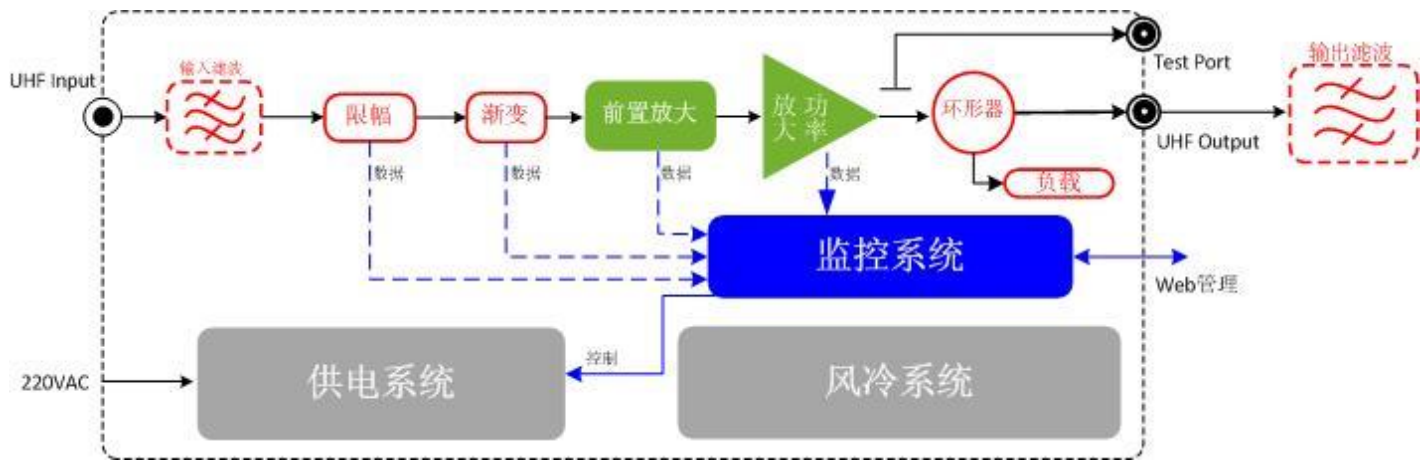 输入滤波
输出滤波
UHF Input
Test Port
限幅
渐变
前置放大
放大
功率
环形器
UHF Output
数据
数据
数据
数据
负载
监控系统
Web管理
220VAC
供电系统
控制
风冷系统